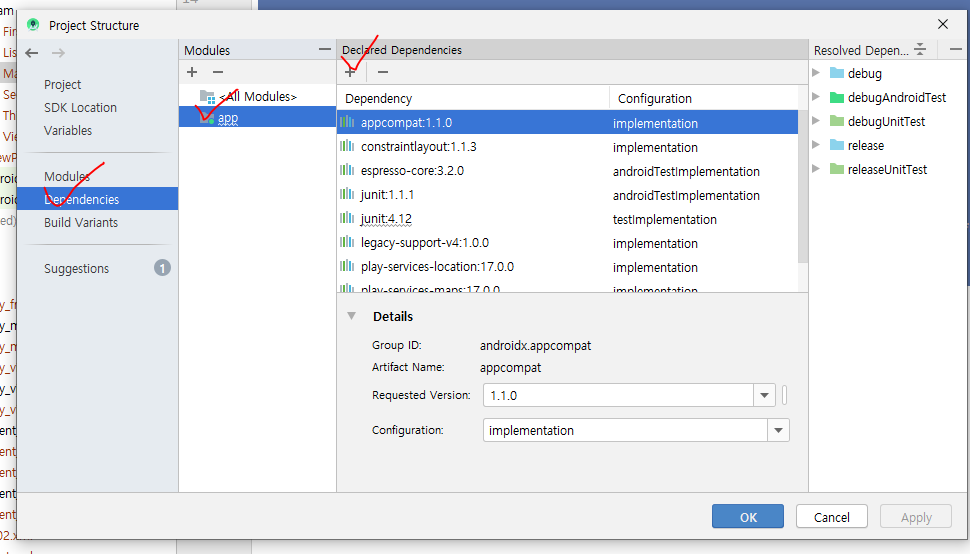 Project Structure
Project
SDK Location
Variables
Modules
Dependencies
Build Variants
Suggestions
1
Modules
<All Modules>
app
Declared Dependencies
Dependency Configuration
appcompat:1.1.0 implementation
constraintlayout:1.1.3 implementation
espresso-core:3.2.0 androidTestImplementation
junit:1.1.1 androidTestImplementation
junit:4.12 testImplementation
legacy-support-v4:1.0.0 implementation
play-services-location:17.0.0 implementation
play-services-maps:17.0.0 implementation
Details
Group ID: androidx.appcompat
Artifact Name: appcompat
Requested Version: 1.1.0
Configuration: implementation
Resolved Depen...
debug
debugAndroidTest
debugUnitTest
release
releaseUnitTest
OK Cancel Apply